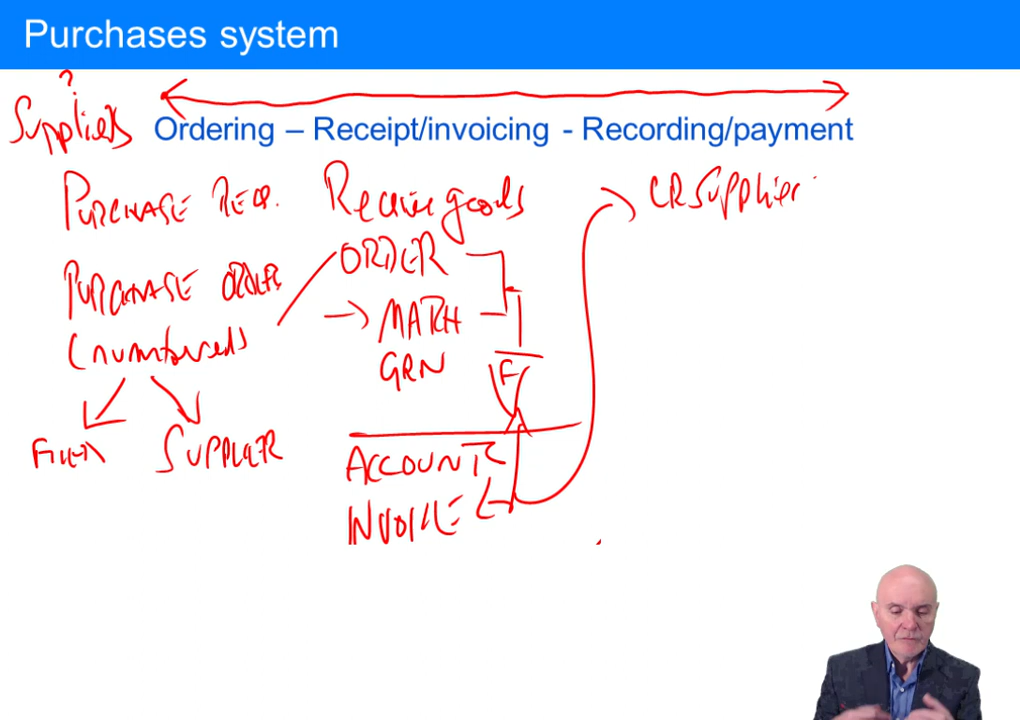 Purchases system
?
Suppliers
Ordering – Receipt/invoicing - Recording/payment
PURCHASE REQ.
Receive goods
CR Supplier
PURCHASE ORDER
(numbered)
ORDER
MATCH
GRN
F
FILED
SUPPLIER
ACCOUNTS
INVOICE